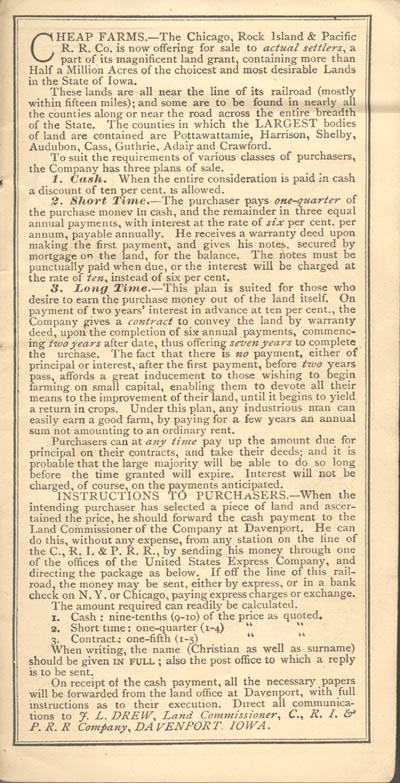 CHEAP FARMS.—The Chicago, Rock Island & Pacific
R. R. Co. is now offering for sale to actual settlers, a
part of its magnificent land grant, containing more than
Half a Million Acres of the choicest and most desirable Lands
in the State of Iowa.
These lands are all near the line of its railroad (mostly
within fifteen miles); and some are to be found in nearly all
the counties along or near the road across the entire breadth
of the State. The counties in which the LARGEST bodies
of land are contained are Pottawattamie, Harrison, Shelby,
Audubon, Cass, Guthrie, Adair and Crawford.
To suit the requirements of various classes of purchasers,
the Company has three plans of sale.
1. Cash. When the entire consideration is paid in cash
a discount of ten per cent. is allowed.
2. Short Time.—The purchaser pays one-quarter of
the purchase money in cash, and the remainder in three equal
annual payments, with interest at the rate of six per cent. per
annum, payable annually. He receives a warranty deed upon
making the first payment, and gives his notes, secured by
mortgage on the land, for the balance. The notes must be
punctually paid when due, or the interest will be charged at
the rate of ten, instead of six per cent.
3. Long Time.—This plan is suited for those who
desire to earn the purchase money out of the land itself. On
payment of two years' interest in advance at ten per cent., the
Company gives a contract to convey the land by warranty
deed, upon the completion of six annual payments, commenc-
ing two years after date, thus offering seven years to complete
the urchase. The fact that there is no payment, either of
principal or interest, after the first payment, before two years
pass, affords a great inducement to those wishing to begin
farming on small capital, enabling them to devote all their
means to the improvement of their land, until it begins to yield
a return in crops. Under this plan, any industrious man can
easily earn a good farm, by paying for a few years an annual
sum not amounting to an ordinary rent.
Purchasers can at any time pay up the amount due for
principal on their contracts, and take their deeds; and it is
probable that the large majority will be able to do so long
before the time granted will expire. Interest will not be
charged, of course, on the payments anticipated.
INSTRUCTIONS TO PURCHASERS.—When the
intending purchaser has selected a piece of land and ascer-
tained the price, he should forward the cash payment to the
Land Commissioner of the Company at Davenport. He can
do this, without any expense, from any station on the line of
the C., R. I. & P. R. R., by sending his money through one
of the offices of the United States Express Company, and
directing the package as below. If off the line of this rail-
road, the money may be sent, either by express, or in a bank
check on N. Y. or Chicago, paying express charges or exchange.
The amount required can readily be calculated.
1. Cash: nine-tenths (9-10) of the price as quoted.
2. Short time: one-quarter (1-4) " "
3. Contract: one-fifth (1-5) " "
When writing, the name (Christian as well as surname)
should be given IN FULL; also the post office to which a reply
is to be sent.
On receipt of the cash payment, all the necessary papers
will be forwarded from the land office at Davenport, with full
instructions as to their execution. Direct all communica-
tions to J. L. DREW, Land Commissioner, C., R. I. &
P. R. R Company, DAVENPORT IOWA.